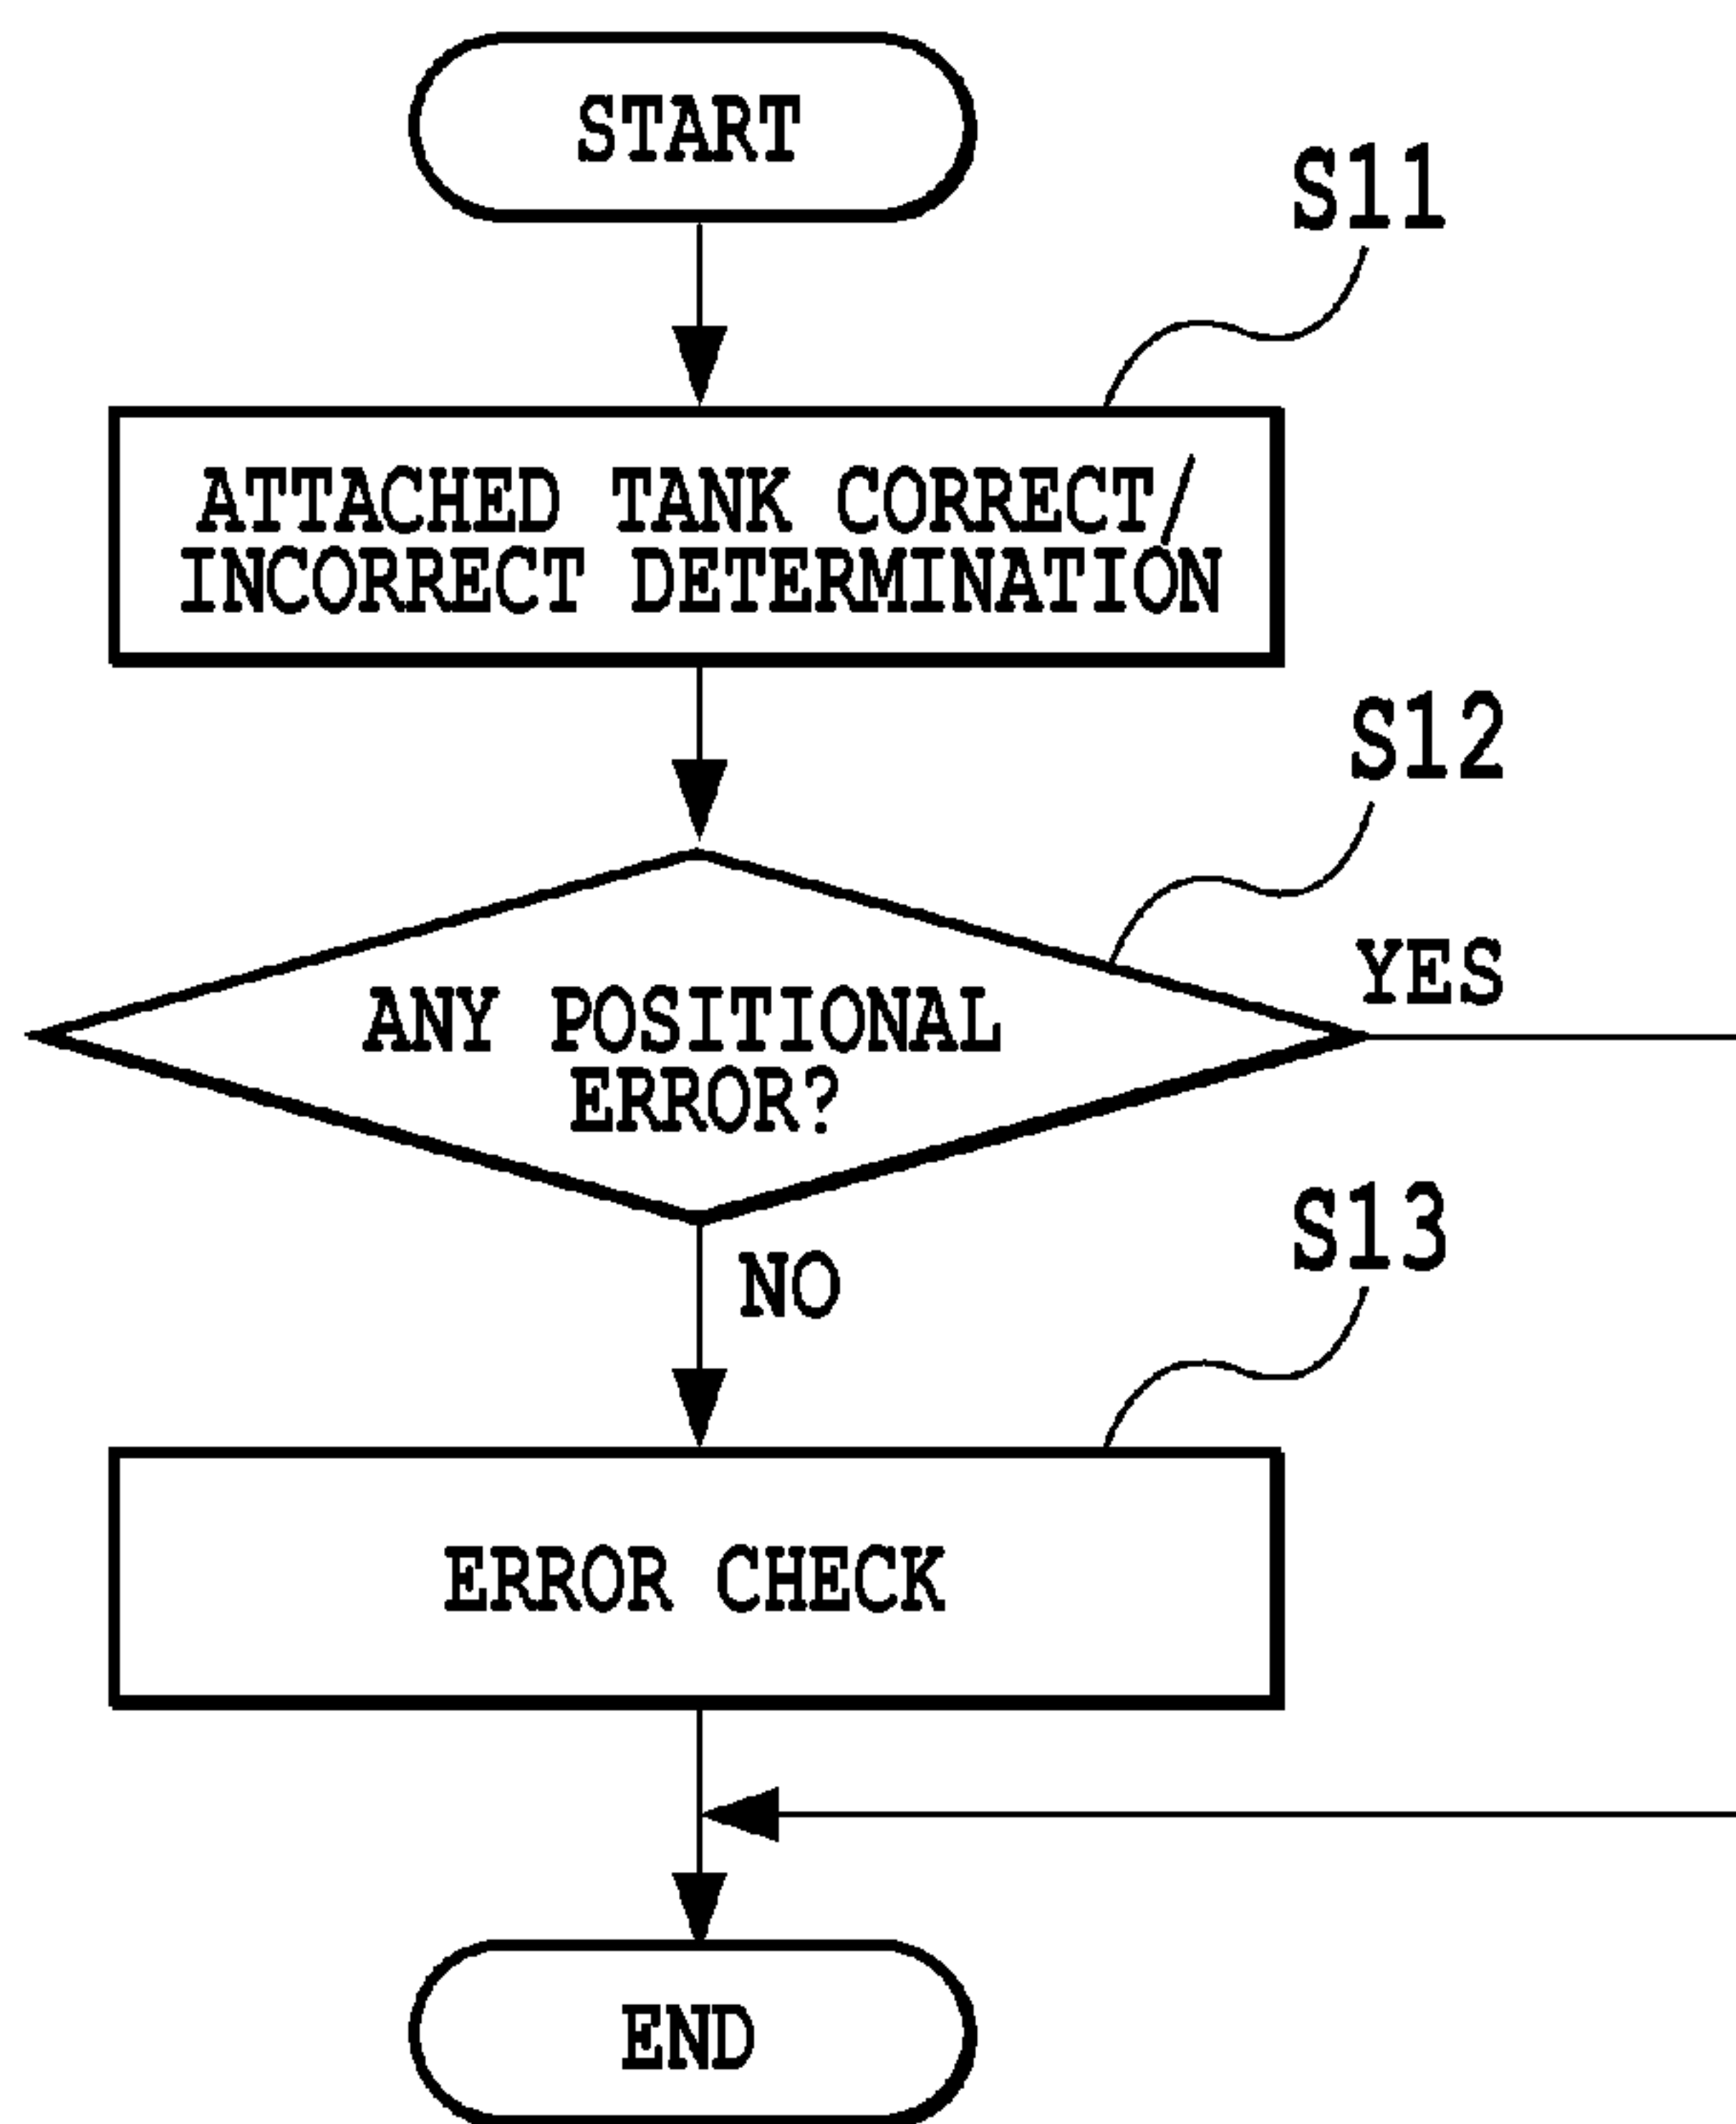 START
S11
ATTACHED TANK CORRECT/
INCORRECT DETERMINATION
S12
YES
ANY POSITIONAL
ERROR?
NO
S13
ERROR CHECK
END